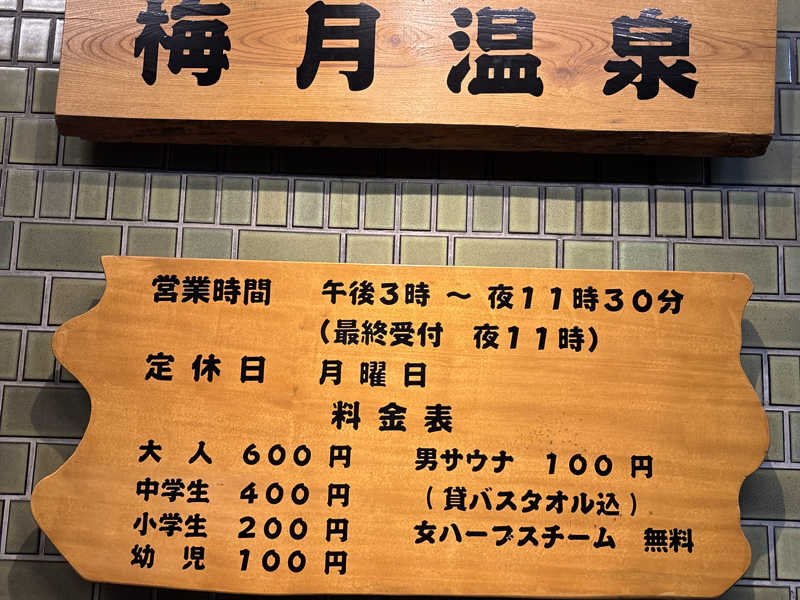 梅月温泉
営業時間 午後3時 ～ 夜11時30分
(最終受付 夜11時)
定休日 月曜日
料金表
大人 600円 男サウナ 100円
中学生 400円 (貸バスタオル込)
小学生 200円 女ハーブスチーム 無料
幼児 100円